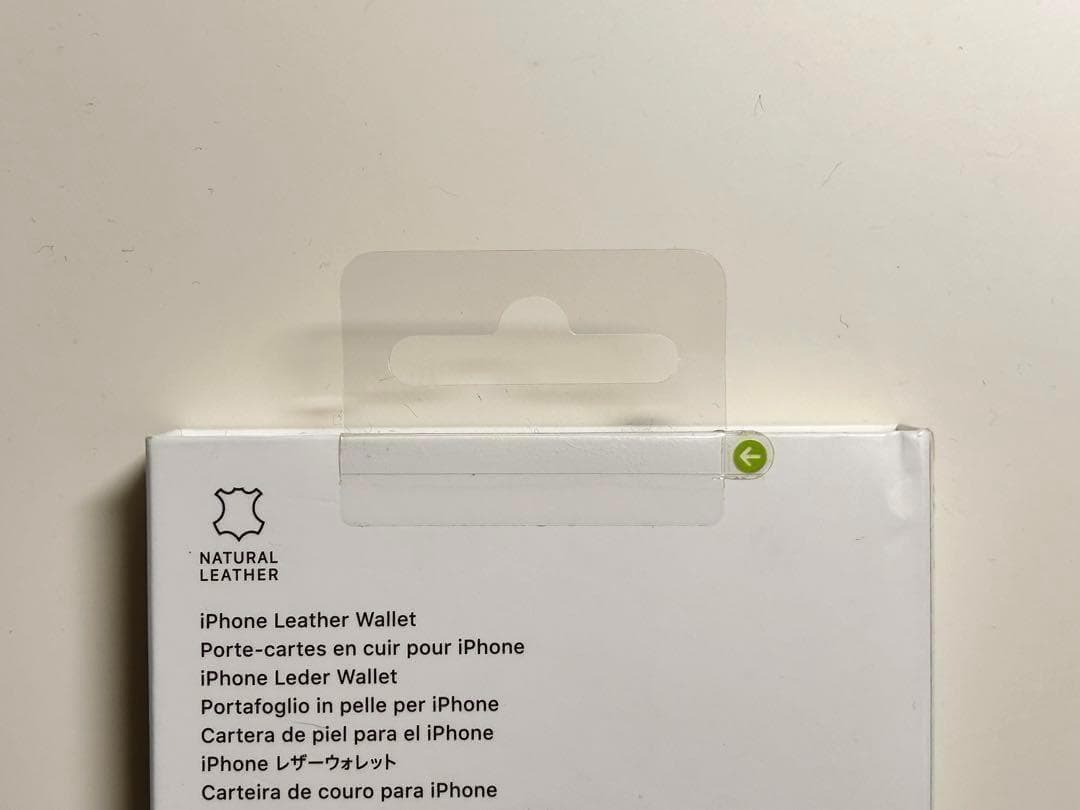 NATURAL
LEATHER
iPhone Leather Wallet
Porte-cartes en cuir pour iPhone
iPhone Leder Wallet
Portafoglio in pelle per iPhone
Cartera de piel para el iPhone
iPhone レザーウォレット
Carteira de couro para iPhone